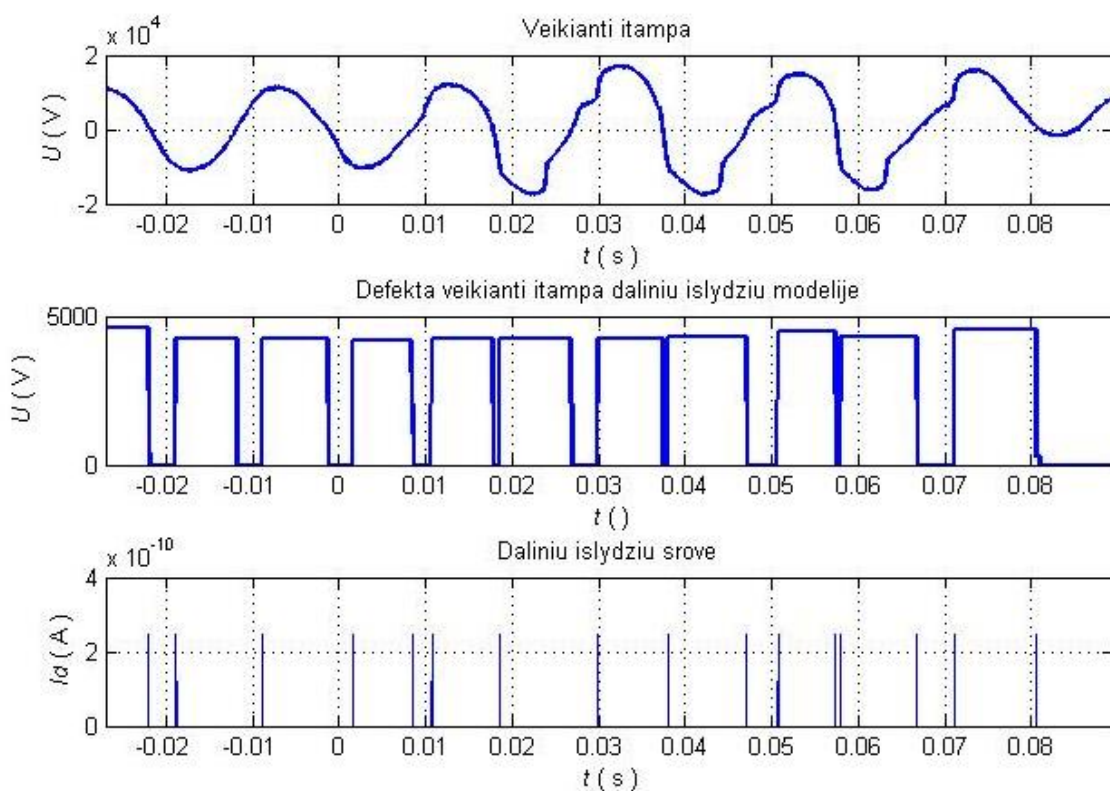 Veikianti itampa
x 10^4
2
0
-2
U ( V )
-0.02 -0.01 0 0.01 0.02 0.03 0.04 0.05 0.06 0.07 0.08
t ( s )
Defekta veikianti itampa daliniu islydziu modelije
5000
0
U ( V )
-0.02 -0.01 0 0.01 0.02 0.03 0.04 0.05 0.06 0.07 0.08
t ( )
Daliniu islydziu srove
x 10^-10
4
2
0
Id ( A )
-0.02 -0.01 0 0.01 0.02 0.03 0.04 0.05 0.06 0.07 0.08
t ( s )